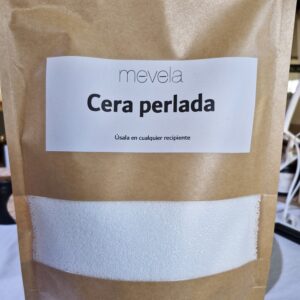 mevela
Cera perlada
Úsala en cualquier recipiente